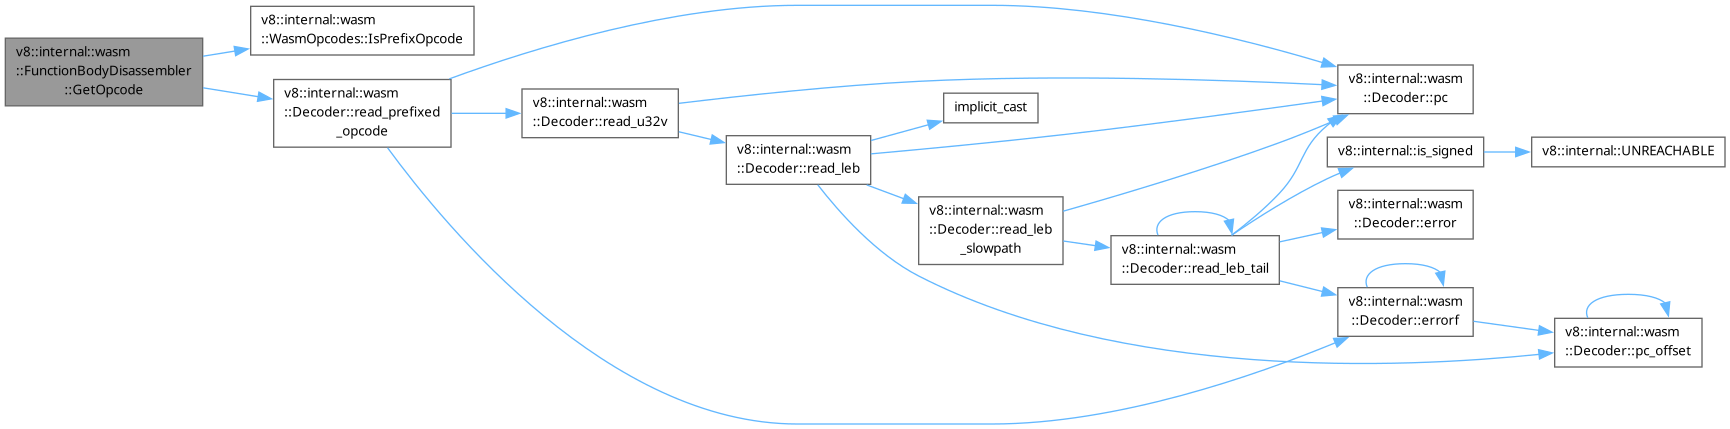 v8::internal::wasm
::FunctionBodyDisassembler
::GetOpcode
v8::internal::wasm
::WasmOpcodes::IsPrefixOpcode
v8::internal::wasm
::Decoder::read_prefixed
_opcode
v8::internal::wasm
::Decoder::read_u32v
v8::internal::wasm
::Decoder::read_leb
implicit_cast
v8::internal::wasm
::Decoder::read_leb
_slowpath
v8::internal::wasm
::Decoder::read_leb_tail
v8::internal::wasm
::Decoder::pc
v8::internal::is_signed
v8::internal::UNREACHABLE
v8::internal::wasm
::Decoder::error
v8::internal::wasm
::Decoder::errorf
v8::internal::wasm
::Decoder::pc_offset